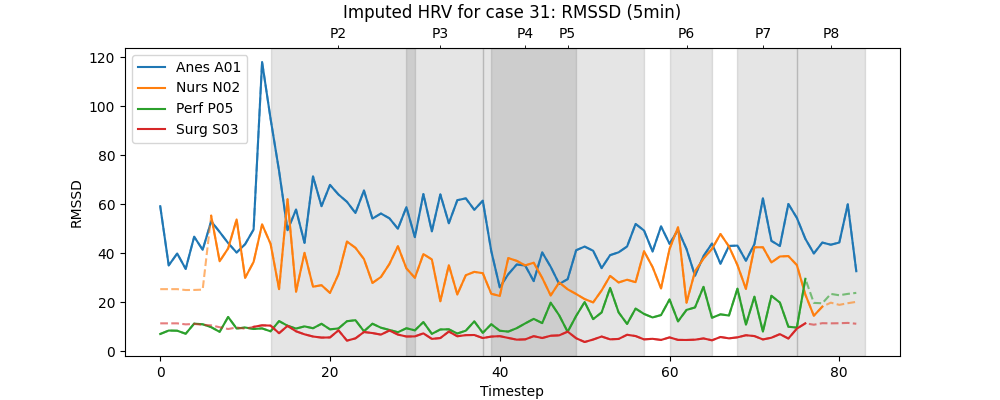 Imputed HRV for case 31: RMSSD (5min)
P2 P3 P4 P5 P6 P7 P8
120
100
80
60
40
20
0
RMSSD
Anes A01
Nurs N02
Perf P05
Surg S03
0 20 40 60 80
Timestep